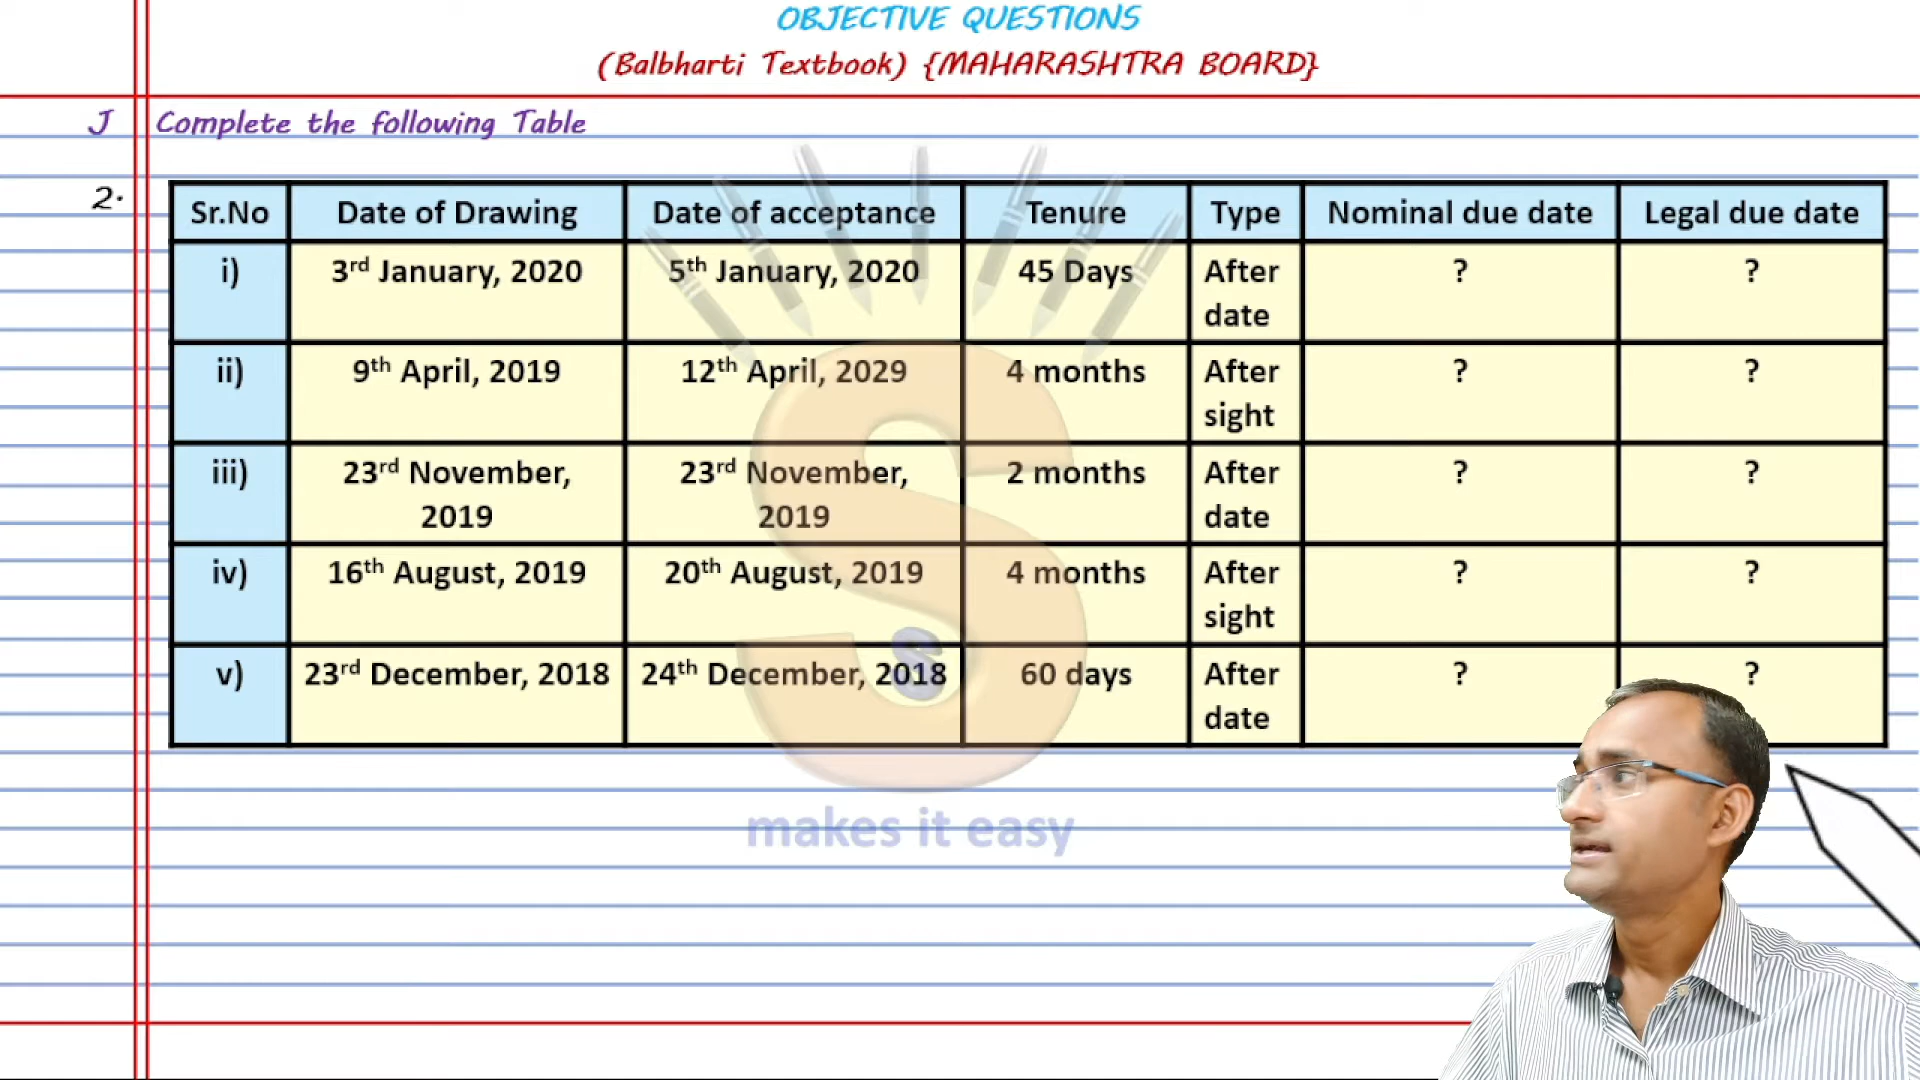 OBJECTIVE QUESTIONS
(Balbharti Textbook) {MAHARASHTRA BOARD}
J Complete the following Table
2.
Sr.No Date of Drawing Date of acceptance Tenure Type Nominal due date Legal due date
i) 3rd January, 2020 5th January, 2020 45 Days After date ? ?
ii) 9th April, 2019 12th April, 2029 4 months After sight ? ?
iii) 23rd November, 2019 23rd November, 2019 2 months After date ? ?
iv) 16th August, 2019 20th August, 2019 4 months After sight ? ?
v) 23rd December, 2018 24th December, 2018 60 days After date ? ?
S
s
makes it easy